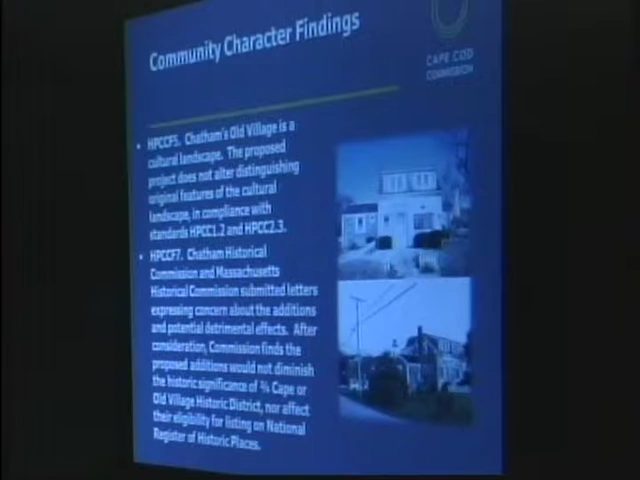 Community Character Findings
CAPE COD
COMMISSION
• HPCCF5. Chatham's Old Village is a
cultural landscape. The proposed
project does not alter distinguishing
original features of the cultural
landscape, in compliance with
standards HPCC1.2 and HPCC2.3.
• HPCCF7. Chatham Historical
Commission and Massachusetts
Historical Commission submitted letters
expressing concern about the additions
and potential detrimental effects. After
consideration, Commission finds the
proposed additions would not diminish
the historic significance of ¾ Cape or
Old Village Historic District, nor affect
their eligibility for listing on National
Register of Historic Places.